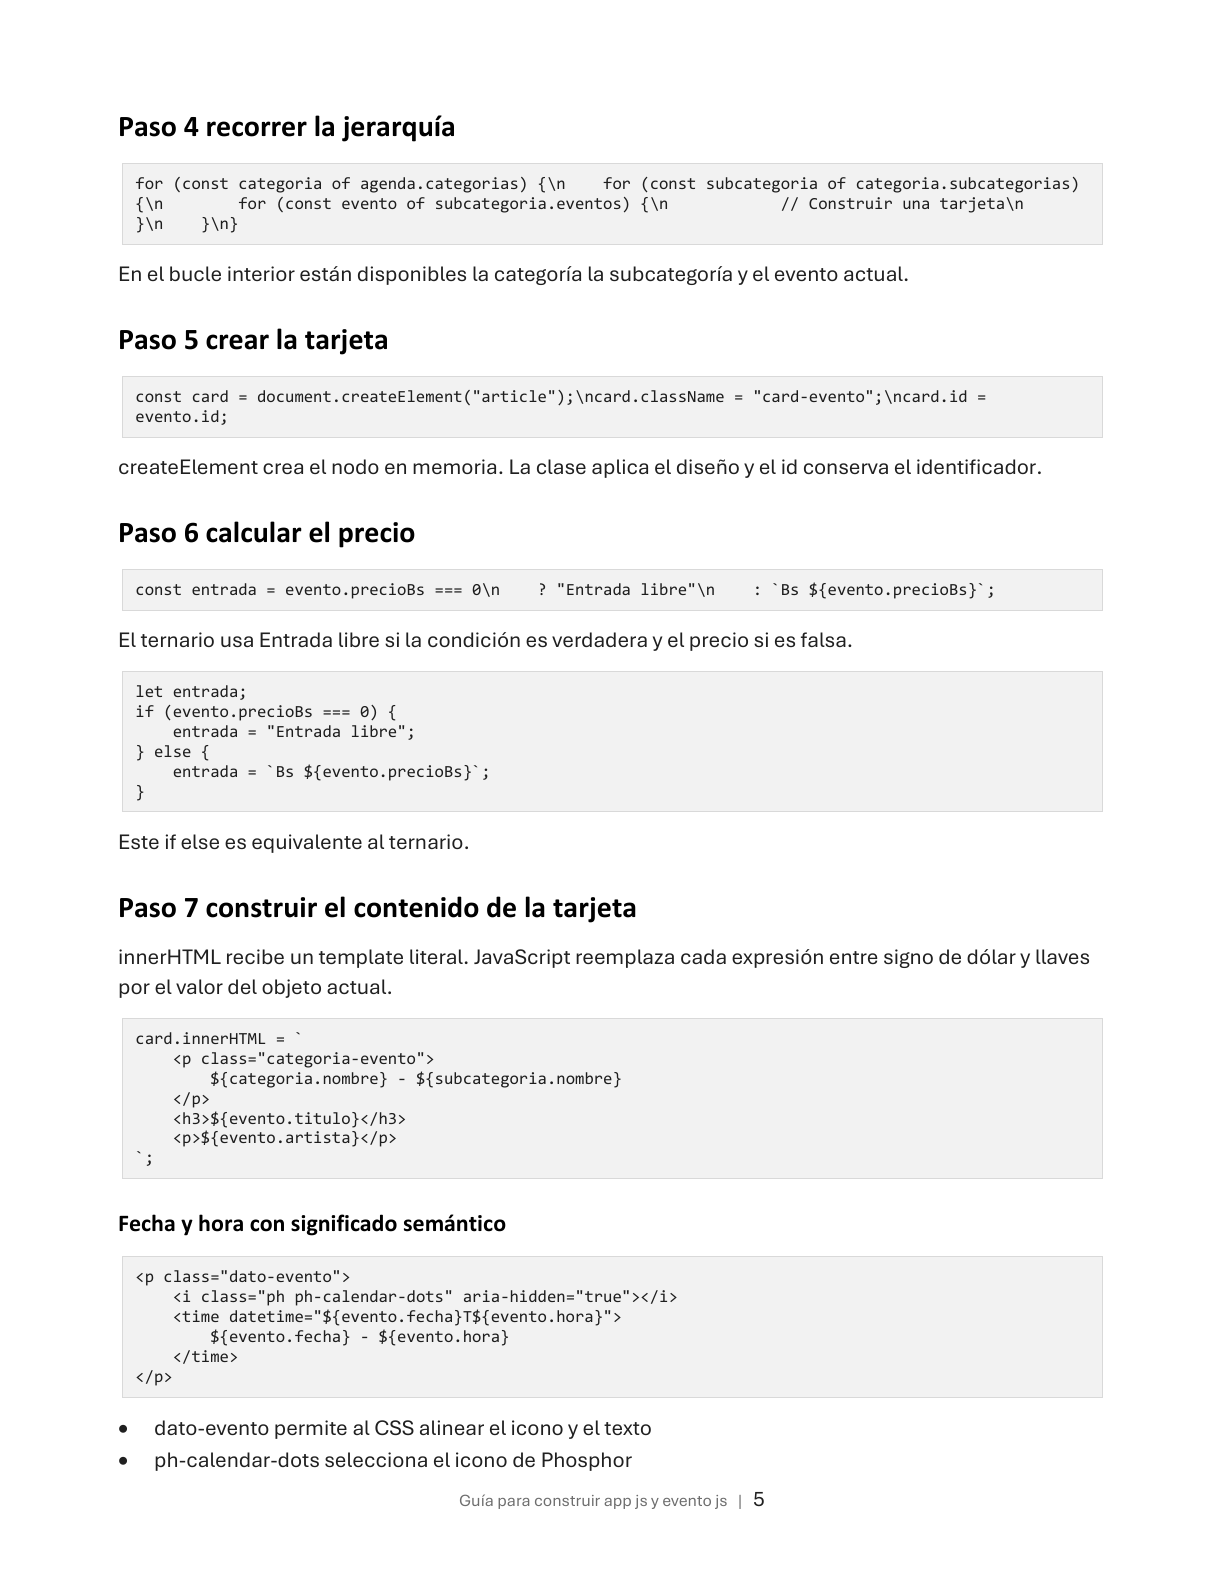 Paso 4 recorrer la jerarquía
for (const categoria of agenda.categorias) {\n    for (const subcategoria of categoria.subcategorias)
{\n        for (const evento of subcategoria.eventos) {\n            // Construir una tarjeta\n
}\n    }\n}
En el bucle interior están disponibles la categoría la subcategoría y el evento actual.
Paso 5 crear la tarjeta
const card = document.createElement("article");\ncard.className = "card-evento";\ncard.id =
evento.id;
createElement crea el nodo en memoria. La clase aplica el diseño y el id conserva el identificador.
Paso 6 calcular el precio
const entrada = evento.precioBs === 0\n    ? "Entrada libre"\n    : `Bs ${evento.precioBs}`;
El ternario usa Entrada libre si la condición es verdadera y el precio si es falsa.
let entrada;
if (evento.precioBs === 0) {
    entrada = "Entrada libre";
} else {
    entrada = `Bs ${evento.precioBs}`;
}
Este if else es equivalente al ternario.
Paso 7 construir el contenido de la tarjeta
innerHTML recibe un template literal. JavaScript reemplaza cada expresión entre signo de dólar y llaves
por el valor del objeto actual.
card.innerHTML = `
    <p class="categoria-evento">
        ${categoria.nombre} - ${subcategoria.nombre}
    </p>
    <h3>${evento.titulo}</h3>
    <p>${evento.artista}</p>
`;
Fecha y hora con significado semántico
<p class="dato-evento">
    <i class="ph ph-calendar-dots" aria-hidden="true"></i>
    <time datetime="${evento.fecha}T${evento.hora}">
        ${evento.fecha} - ${evento.hora}
    </time>
</p>
• dato-evento permite al CSS alinear el icono y el texto
• ph-calendar-dots selecciona el icono de Phosphor
Guía para construir app js y evento js | 5